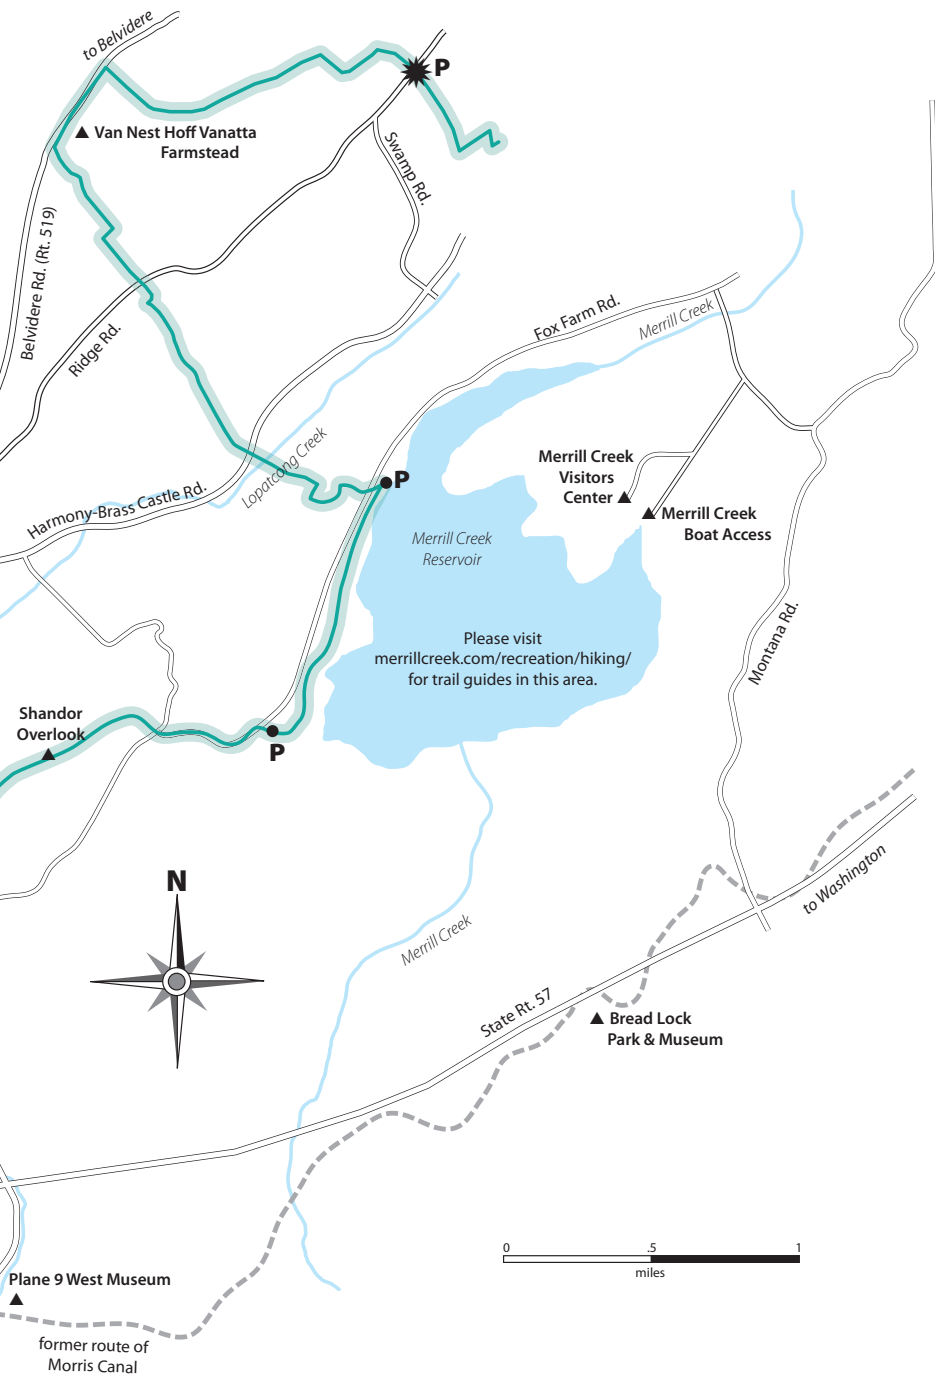 to Belvidere
P
Van Nest Hoff Vanatta
Farmstead
Swamp Rd.
Belvidere Rd. (Rt. 519)
Ridge Rd.
Fox Farm Rd.
Merrill Creek
Lopatcong Creek
Harmony-Brass Castle Rd.
P
Merrill Creek
Visitors
Center
Merrill Creek
Boat Access
Merrill Creek
Reservoir
Please visit
merrillcreek.com/recreation/hiking/
for trail guides in this area.
Montana Rd.
Shandor
Overlook
P
N
to Washington
Merrill Creek
State Rt. 57
Bread Lock
Park & Museum
0 .5 1
miles
Plane 9 West Museum
former route of
Morris Canal